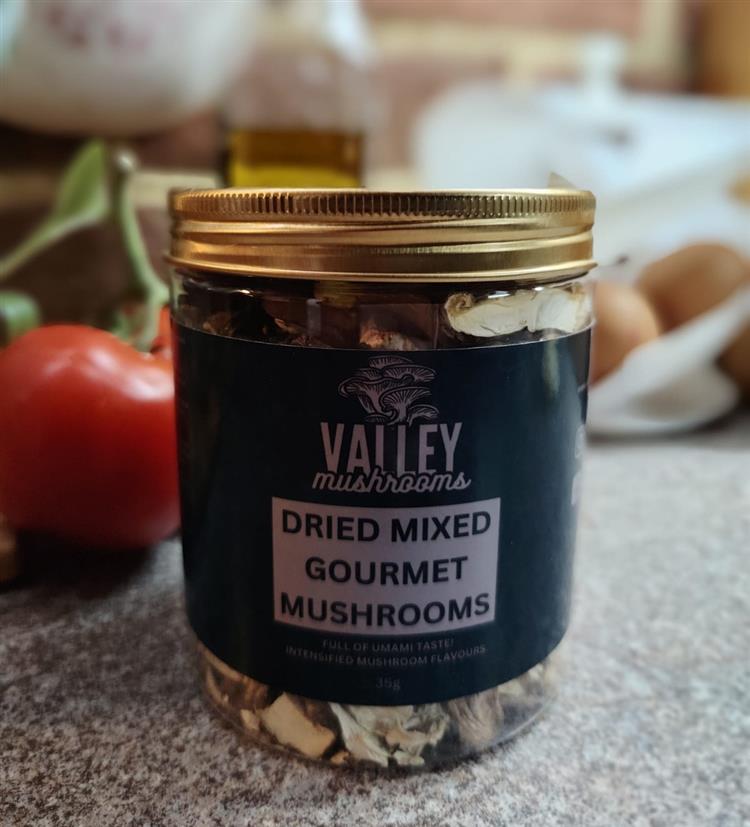 VALLEY
mushrooms
DRIED MIXED
GOURMET
MUSHROOMS
FULL OF UMAMI TASTE!
INTENSIFIED MUSHROOM FLAVOURS
35g